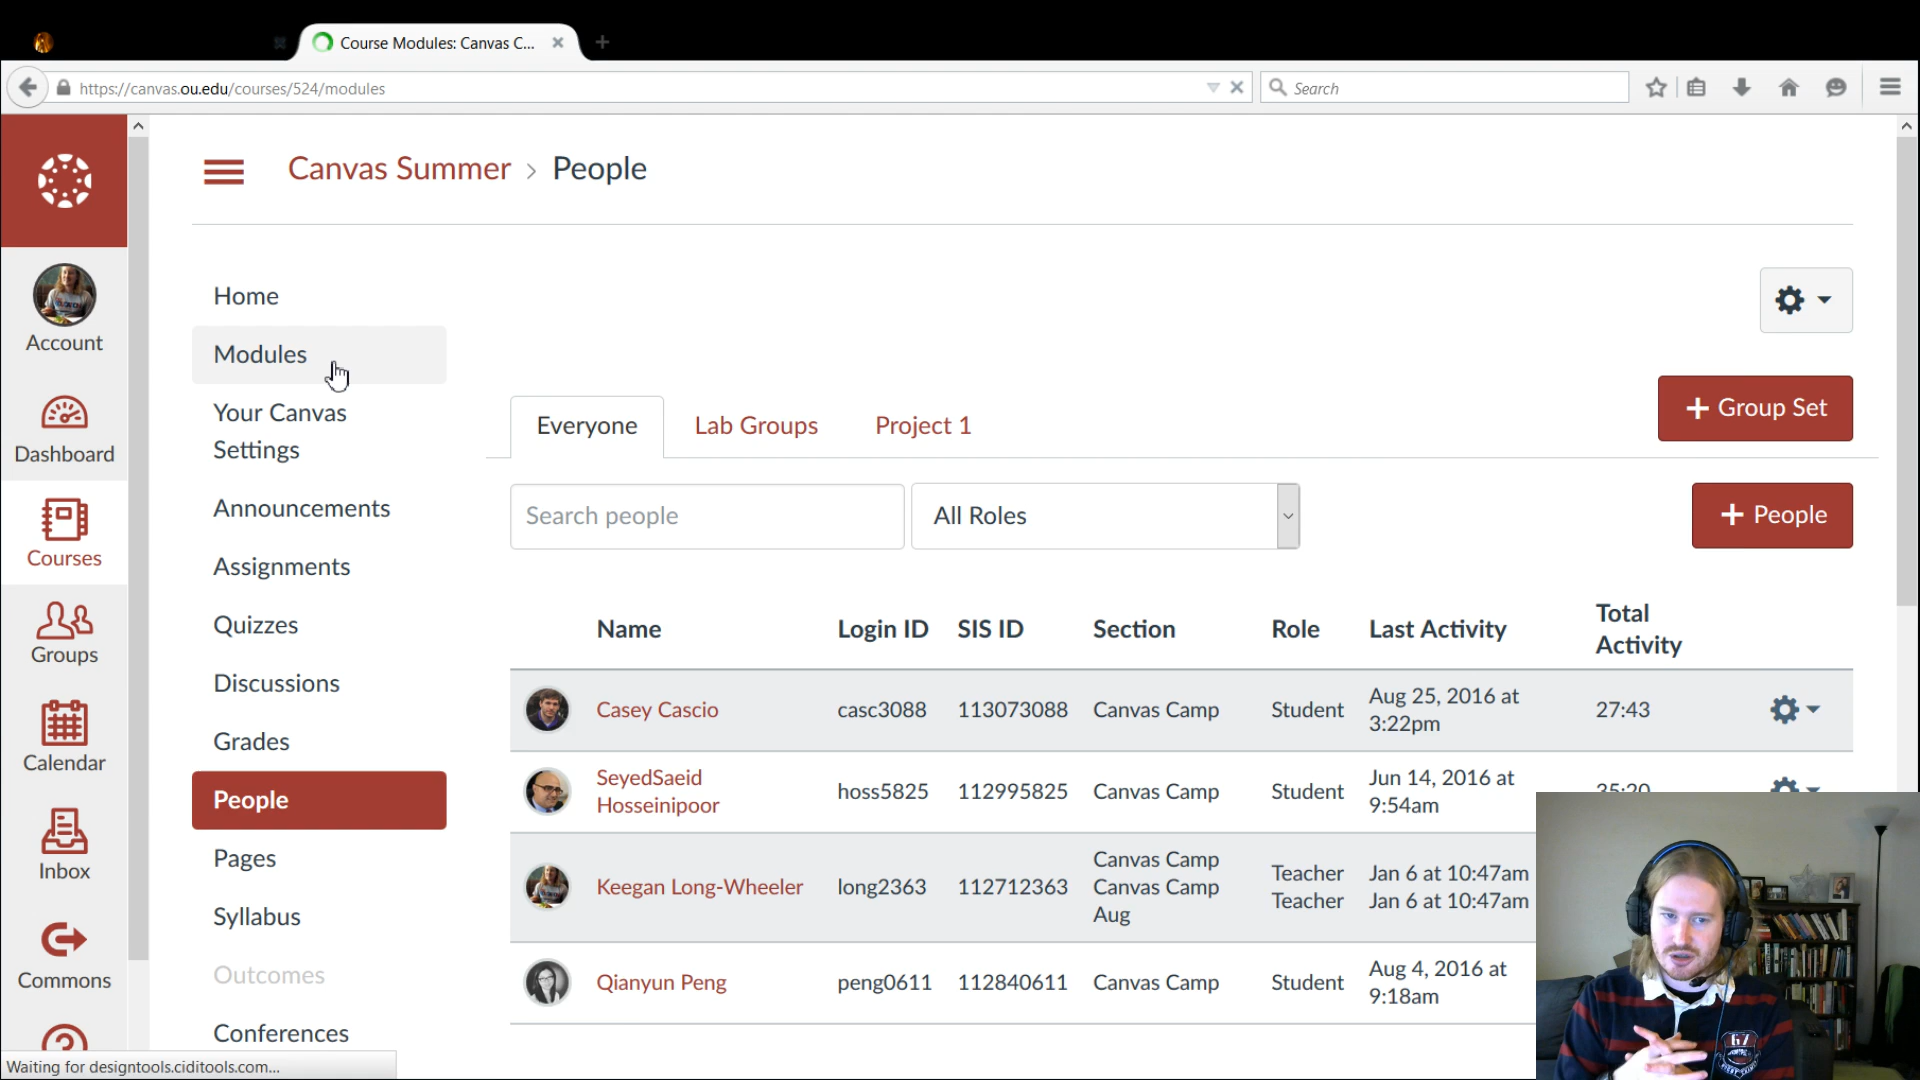 Course Modules: Canvas C...
https://canvas.ou.edu/courses/524/modules
Search
Canvas Summer > People
Account
Dashboard
Courses
Groups
Calendar
Inbox
Commons
Home
Modules
Your Canvas
Settings
Announcements
Assignments
Quizzes
Discussions
Grades
People
Pages
Syllabus
Outcomes
Conferences
+ Group Set
Everyone Lab Groups Project 1
Search people All Roles + People
Name Login ID SIS ID Section Role Last Activity Total
Activity
Casey Cascio casc3088 113073088 Canvas Camp Student Aug 25, 2016 at
3:22pm 27:43
SeyedSaeid
Hosseinipoor hoss5825 112995825 Canvas Camp Student Jun 14, 2016 at
9:54am 35:20
Keegan Long-Wheeler long2363 112712363 Canvas Camp
Canvas Camp
Aug
Teacher
Teacher
Jan 6 at 10:47am
Jan 6 at 10:47am
Qianyun Peng peng0611 112840611 Canvas Camp Student Aug 4, 2016 at
9:18am
Waiting for designtools.ciditools.com...
67